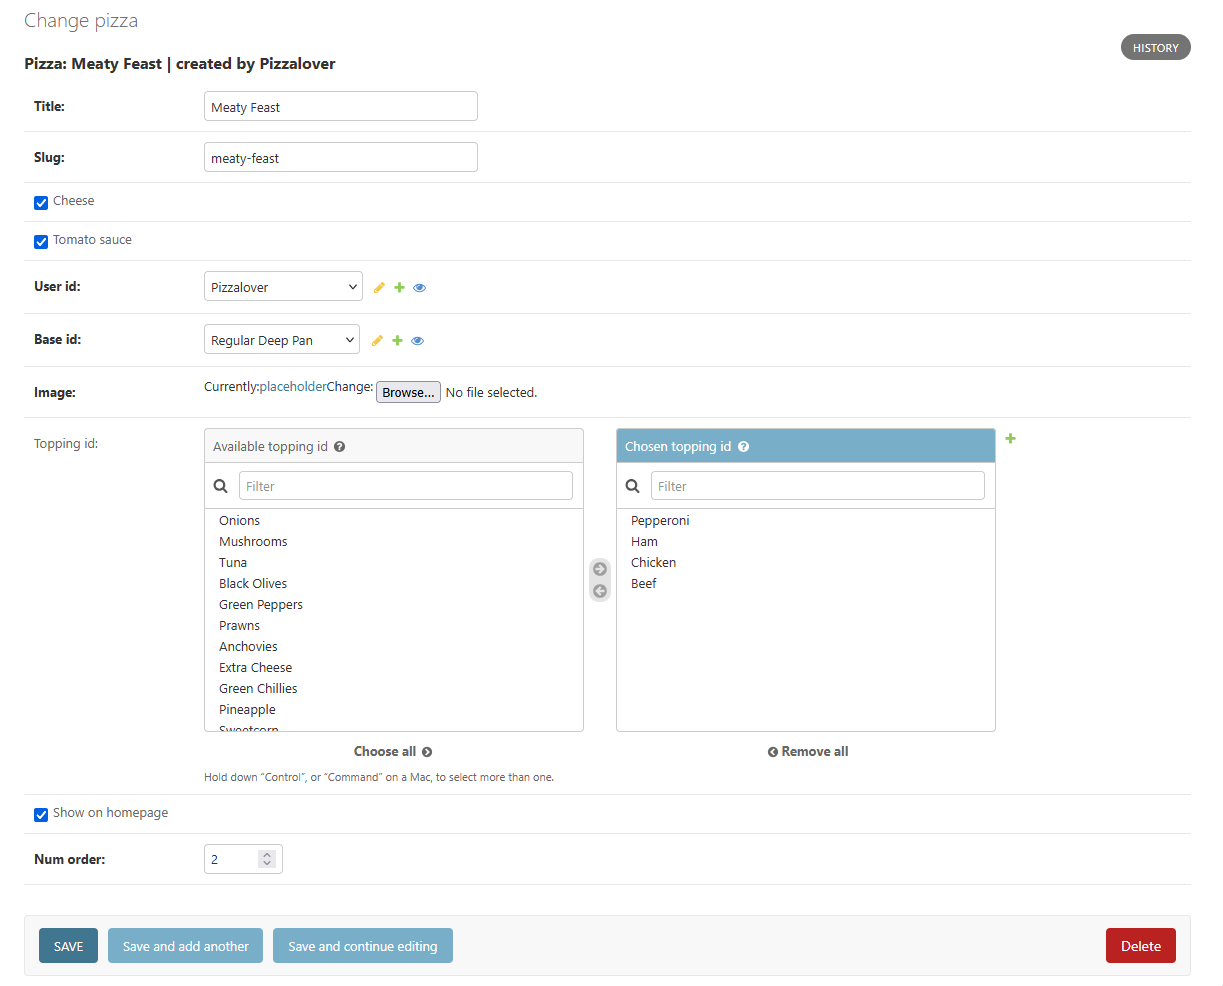 Change pizza
HISTORY
Pizza: Meaty Feast | created by Pizzalover
Title: Meaty Feast
Slug: meaty-feast
Cheese
Tomato sauce
User id: Pizzalover
Base id: Regular Deep Pan
Image: Currently:placeholderChange: Browse... No file selected.
Topping id:
Available topping id
Filter
Onions
Mushrooms
Tuna
Black Olives
Green Peppers
Prawns
Anchovies
Extra Cheese
Green Chillies
Pineapple
Sweetcorn
Choose all
Chosen topping id
Filter
Pepperoni
Ham
Chicken
Beef
Remove all
Hold down “Control”, or “Command” on a Mac, to select more than one.
Show on homepage
Num order: 2
SAVE Save and add another Save and continue editing Delete